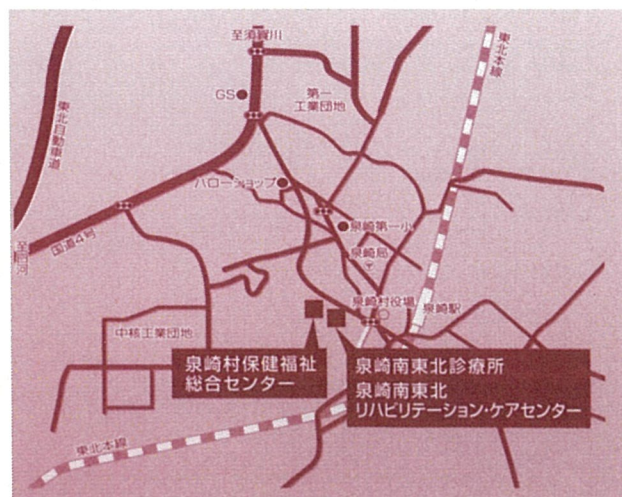 至須賀川
東北本線
GS
第一
工業団地
東北自動車道
ハローショップ
泉崎第一小
泉崎局
至白河
国道4号
泉崎村役場
泉崎駅
中核工業団地
泉崎村保健福祉
総合センター
泉崎南東北診療所
泉崎南東北
リハビリテーション・ケアセンター
東北本線